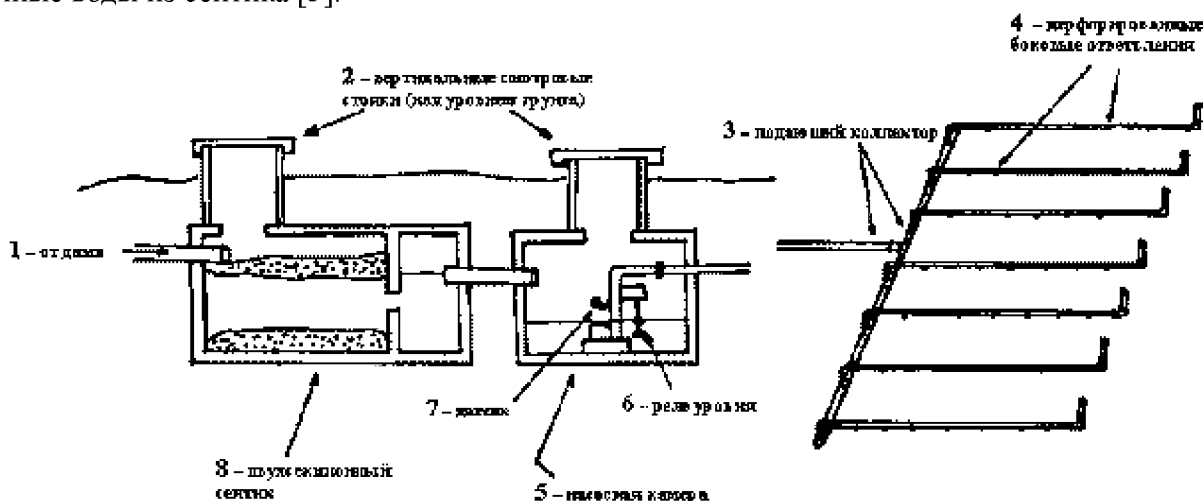 воды из септика [5].
4 – перфорированные
боковые ответвления
2 – вертикальные смотровые
стояки (над уровнем грунта)
3 – подающий коллектор
1 – от дома
7 – датчик
6 – реле уровня
8 – двухсекционный
септик
5 – насосная камера